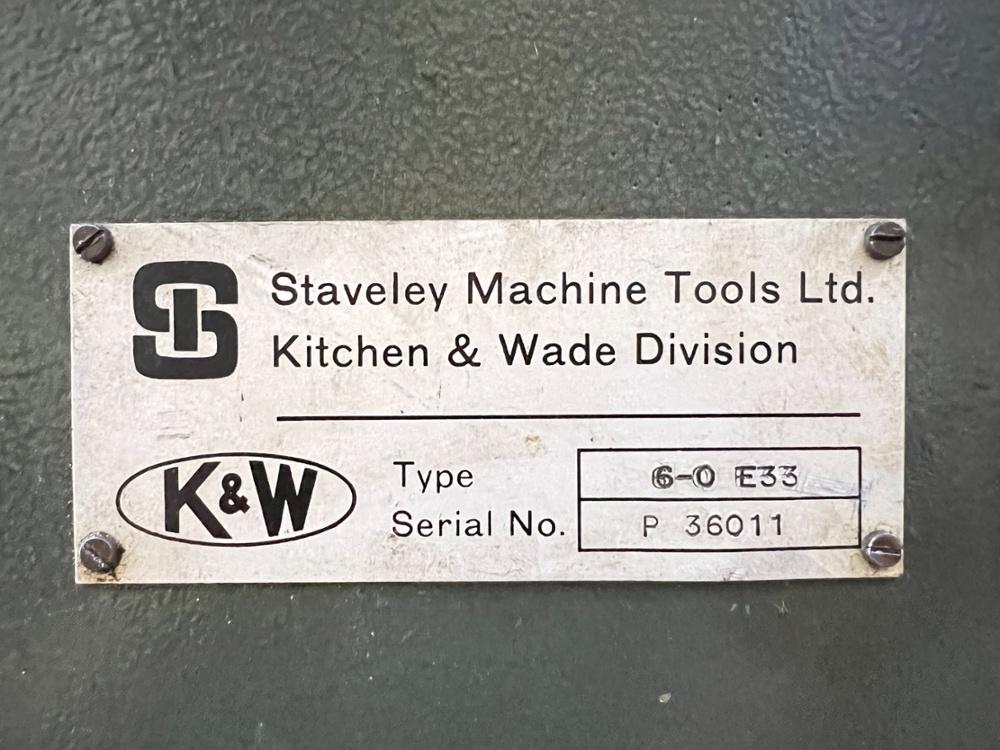 S
Staveley Machine Tools Ltd.
Kitchen & Wade Division
K&W
Type 6-0 E33
Serial No. P 36011